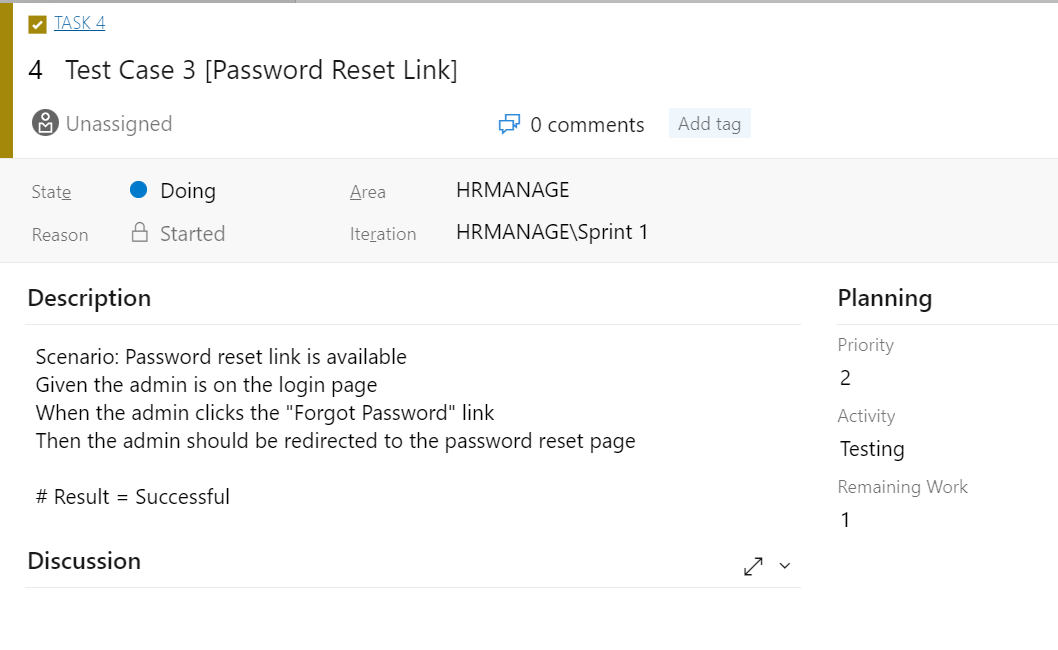 TASK 4
4 Test Case 3 [Password Reset Link]
Unassigned
0 comments
Add tag
State Doing Area HRMANAGE
Reason Started Iteration HRMANAGE\Sprint 1
Description
Scenario: Password reset link is available
Given the admin is on the login page
When the admin clicks the "Forgot Password" link
Then the admin should be redirected to the password reset page
# Result = Successful
Discussion
Planning
Priority
2
Activity
Testing
Remaining Work
1